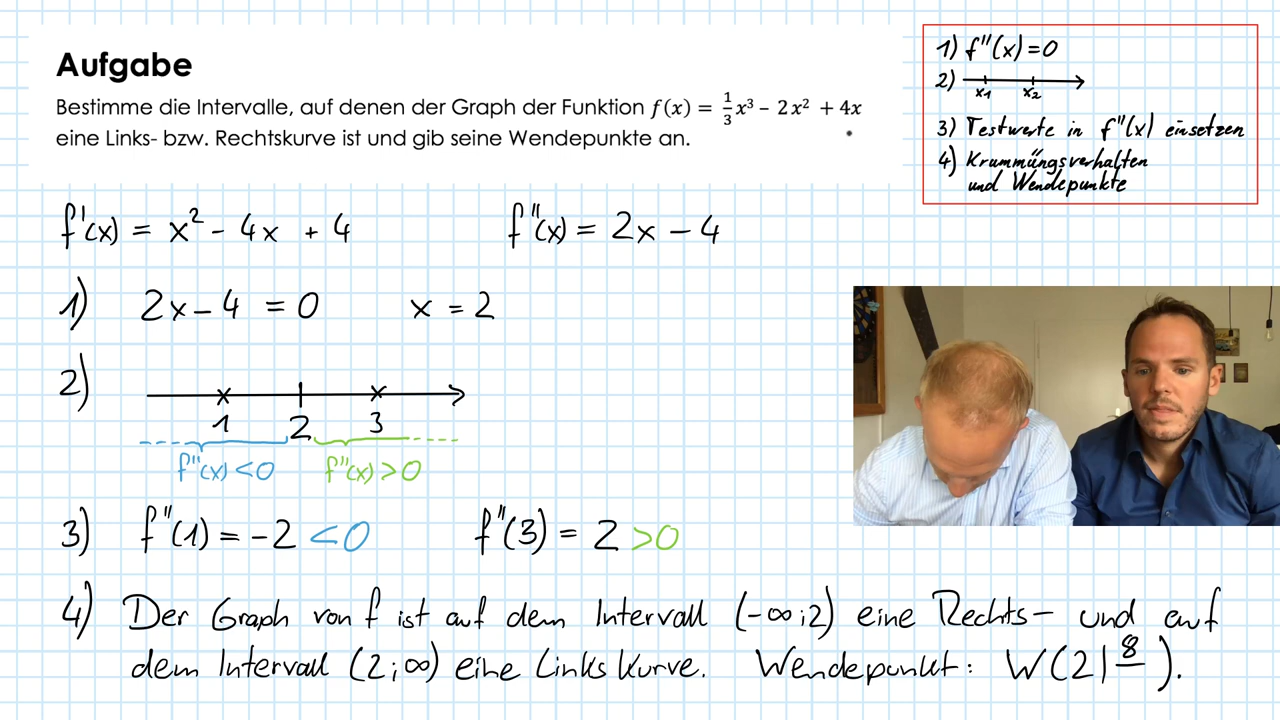 Aufgabe
Bestimme die Intervalle, auf denen der Graph der Funktion f(x) = 1/3 x³ − 2x² + 4x
eine Links- bzw. Rechtskurve ist und gib seine Wendepunkte an.
1) f''(x) = 0
2) x1 x2
3) Testwerte in f''(x) einsetzen
4) Krümmungsverhalten
und Wendepunkte
f'(x) = x² − 4x + 4 f''(x) = 2x − 4
1) 2x − 4 = 0 x = 2
2)
1 2 3
f''(x) < 0 f''(x) > 0
3) f''(1) = −2 < 0 f''(3) = 2 > 0
4) Der Graph von f ist auf dem Intervall (−∞;2) eine Rechts− und auf
dem Intervall (2;∞) eine Linkskurve. Wendepunkt: W(2|8/ ).